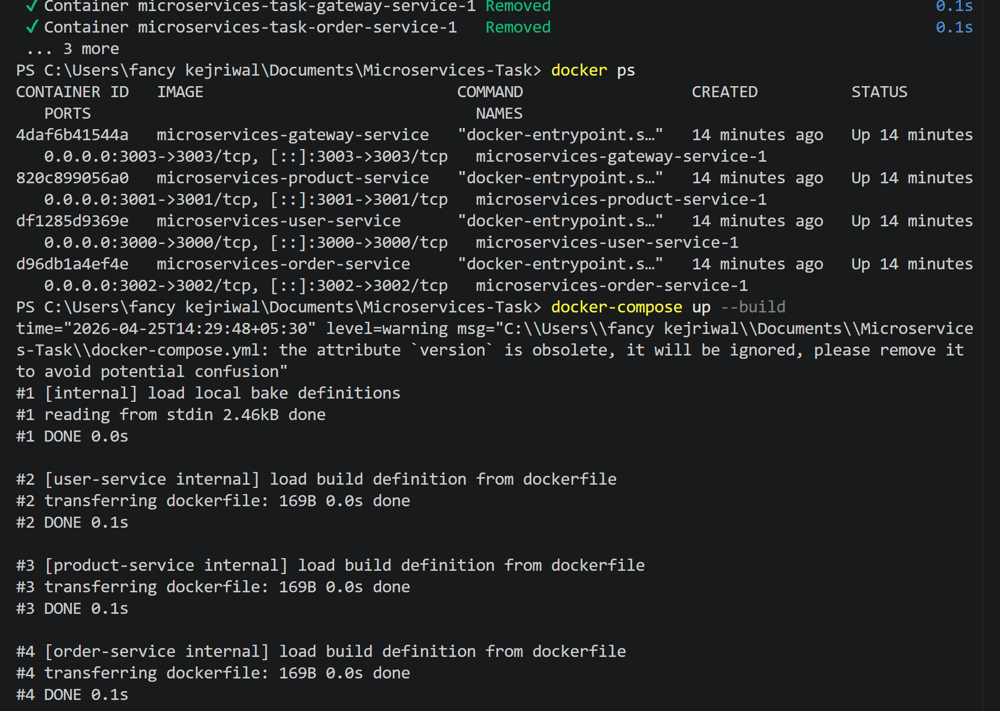 ✓ Container microservices-task-gateway-service-1 Removed 0.1s
✓ Container microservices-task-order-service-1 Removed 0.1s
... 3 more
PS C:\Users\fancy kejriwal\Documents\Microservices-Task> docker ps
CONTAINER ID IMAGE COMMAND CREATED STATUS
PORTS NAMES
4daf6b41544a microservices-gateway-service "docker-entrypoint.s…" 14 minutes ago Up 14 minutes
0.0.0.0:3003->3003/tcp, [::]:3003->3003/tcp microservices-gateway-service-1
820c899056a0 microservices-product-service "docker-entrypoint.s…" 14 minutes ago Up 14 minutes
0.0.0.0:3001->3001/tcp, [::]:3001->3001/tcp microservices-product-service-1
df1285d9369e microservices-user-service "docker-entrypoint.s…" 14 minutes ago Up 14 minutes
0.0.0.0:3000->3000/tcp, [::]:3000->3000/tcp microservices-user-service-1
d96db1a4ef4e microservices-order-service "docker-entrypoint.s…" 14 minutes ago Up 14 minutes
0.0.0.0:3002->3002/tcp, [::]:3002->3002/tcp microservices-order-service-1
PS C:\Users\fancy kejriwal\Documents\Microservices-Task> docker-compose up --build
time="2026-04-25T14:29:48+05:30" level=warning msg="C:\\Users\\fancy kejriwal\\Documents\\Microservice
s-Task\\docker-compose.yml: the attribute `version` is obsolete, it will be ignored, please remove it
to avoid potential confusion"
#1 [internal] load local bake definitions
#1 reading from stdin 2.46kB done
#1 DONE 0.0s
#2 [user-service internal] load build definition from dockerfile
#2 transferring dockerfile: 169B 0.0s done
#2 DONE 0.1s
#3 [product-service internal] load build definition from dockerfile
#3 transferring dockerfile: 169B 0.0s done
#3 DONE 0.1s
#4 [order-service internal] load build definition from dockerfile
#4 transferring dockerfile: 169B 0.0s done
#4 DONE 0.1s